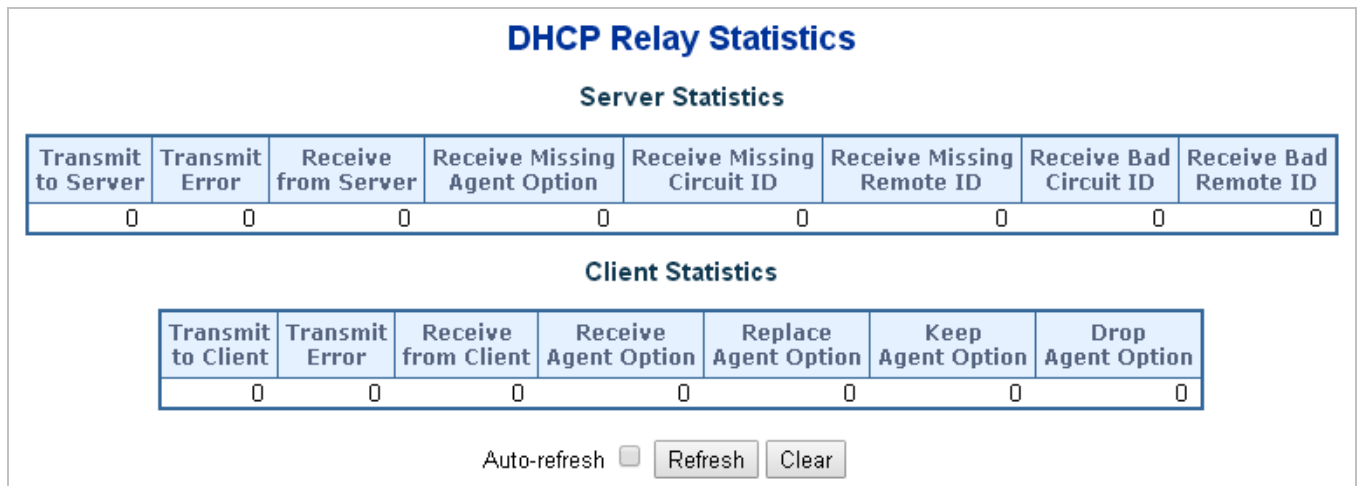 DHCP Relay Statistics
Server Statistics
Transmit to Server Transmit Error Receive from Server Receive Missing Agent Option Receive Missing Circuit ID Receive Missing Remote ID Receive Bad Circuit ID Receive Bad Remote ID
0 0 0 0 0 0 0 0
Client Statistics
Transmit to Client Transmit Error Receive from Client Receive Agent Option Replace Agent Option Keep Agent Option Drop Agent Option
0 0 0 0 0 0 0
Auto-refresh Refresh Clear